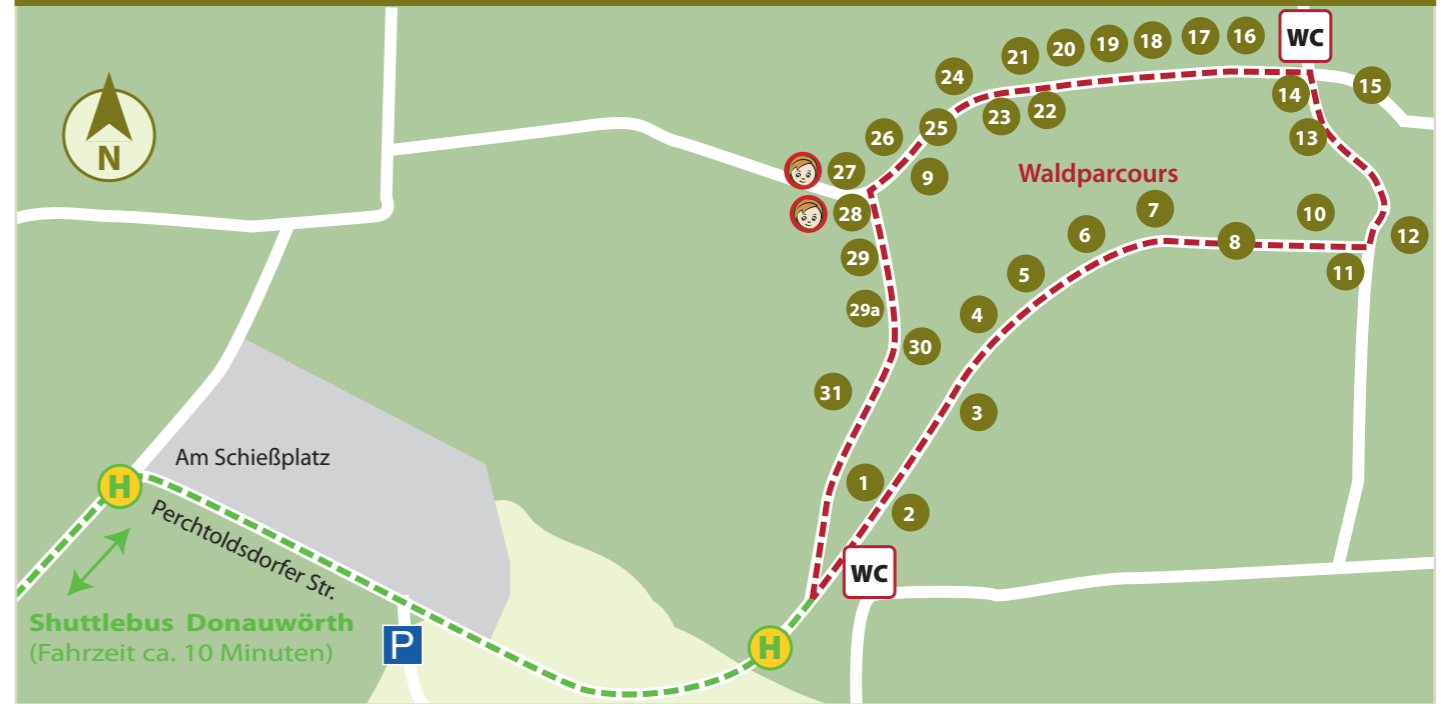 WC
16
17
18
19
20
21
24
15
14
23
22
25
26
13
N
27
9
Waldparcours
28
7
10
6
8
12
29
5
11
29a
4
30
31
3
Am Schießplatz
1
H
2
Perchtoldsdorfer Str.
WC
Shuttlebus Donauwörth
(Fahrzeit ca. 10 Minuten)
P
H